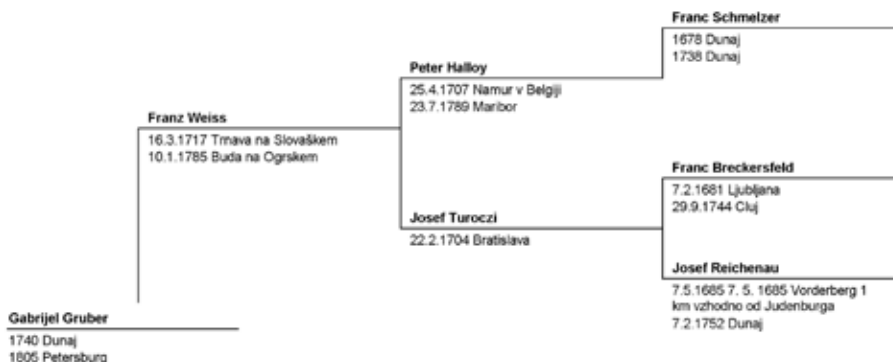 Franc Schmelzer
1678 Dunaj
1738 Dunaj
Peter Halloy
25.4.1707 Namur v Belgiji
23.7.1789 Maribor
Franz Weiss
16.3.1717 Trnava na Slovaškem
10.1.1785 Buda na Ogrskem
Franc Breckersfeld
7.2.1681 Ljubljana
29.9.1744 Cluj
Josef Turoczi
22.2.1704 Bratislava
Josef Reichenau
7.5.1685 7. 5. 1685 Vorderberg 1
km vzhodno od Judenburga
7.2.1752 Dunaj
Gabrijel Gruber
1740 Dunaj
1805 Petersburg